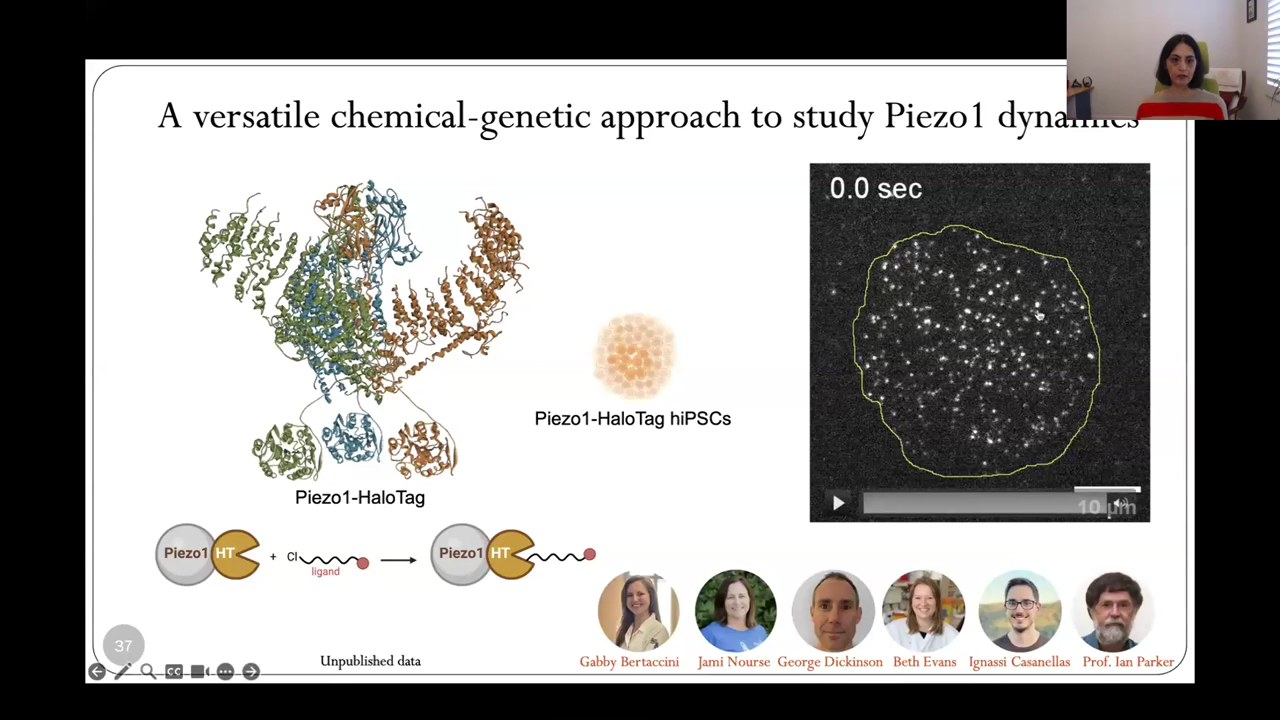 A versatile chemical-genetic approach to study Piezo1 dynamics
0.0 sec
Piezo1-HaloTag hiPSCs
Piezo1-HaloTag
10 µm
Piezo1 HT + Cl ligand Piezo1 HT
Gabby Bertaccini Jami Nourse George Dickinson Beth Evans Ignassi Casanellas Prof. Ian Parker
37
Unpublished data
CC